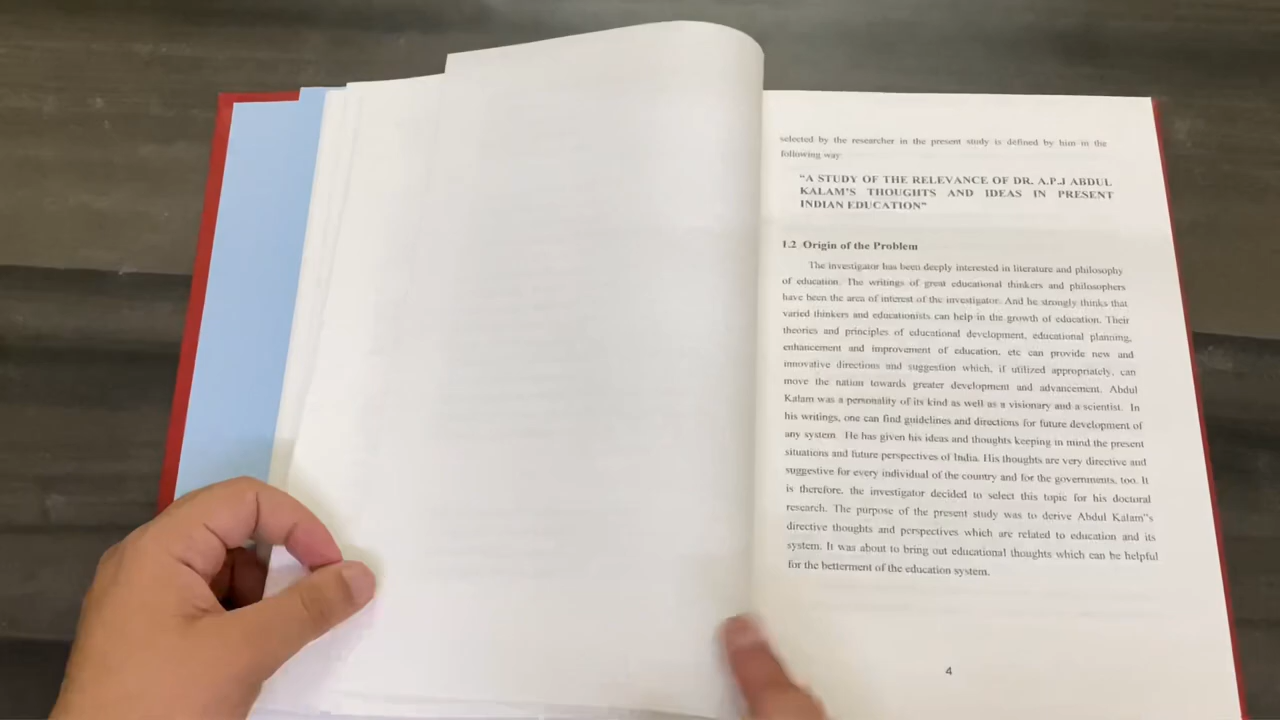 selected by the researcher in the present study is defined by him in the
following way:
"A STUDY OF THE RELEVANCE OF DR. A.P.J ABDUL
KALAM'S THOUGHTS AND IDEAS IN PRESENT
INDIAN EDUCATION"
1.2 Origin of the Problem
The investigator has been deeply interested in literature and philosophy
of education. The writings of great educational thinkers and philosophers
have been the area of interest of the investigator. And he strongly thinks that
varied thinkers and educationists can help in the growth of education. Their
theories and principles of educational development, educational planning,
enhancement and improvement of education, etc can provide new and
innovative directions and suggestion which, if utilized appropriately, can
move the nation towards greater development and advancement. Abdul
Kalam was a personality of its kind as well as a visionary and a scientist. In
his writings, one can find guidelines and directions for future development of
any system. He has given his ideas and thoughts keeping in mind the present
situations and future perspectives of India. His thoughts are very directive and
suggestive for every individual of the country and for the governments, too. It
is therefore, the investigator decided to select this topic for his doctoral
research. The purpose of the present study was to derive Abdul Kalam"s
directive thoughts and perspectives which are related to education and its
system. It was about to bring out educational thoughts which can be helpful
for the betterment of the education system.
4